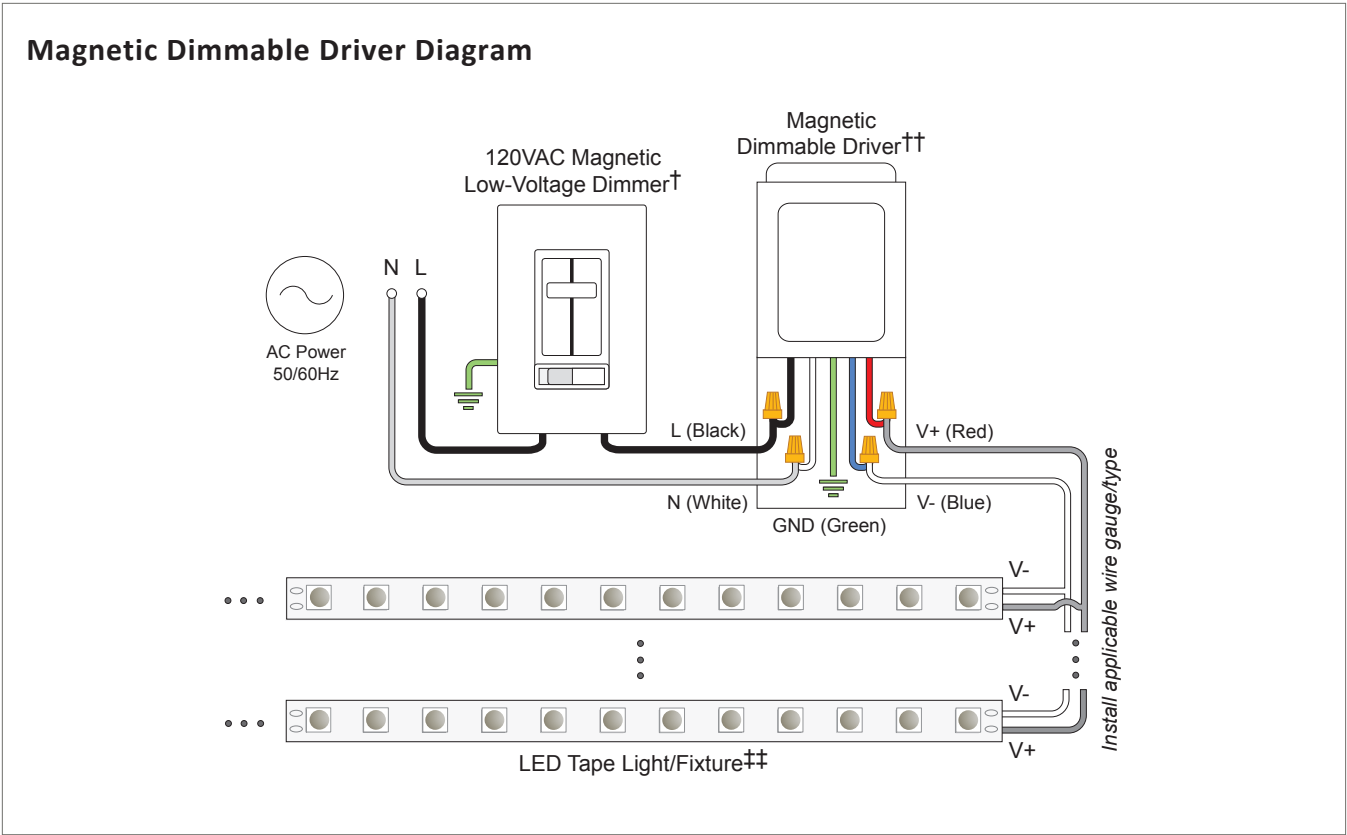 Magnetic Dimmable Driver Diagram
Magnetic
Dimmable Driver††
120VAC Magnetic
Low-Voltage Dimmer†
N L
AC Power
50/60Hz
L (Black)
V+ (Red)
N (White)
V- (Blue)
GND (Green)
Install applicable wire gauge/type
V-
V+
V-
V+
LED Tape Light/Fixture‡‡